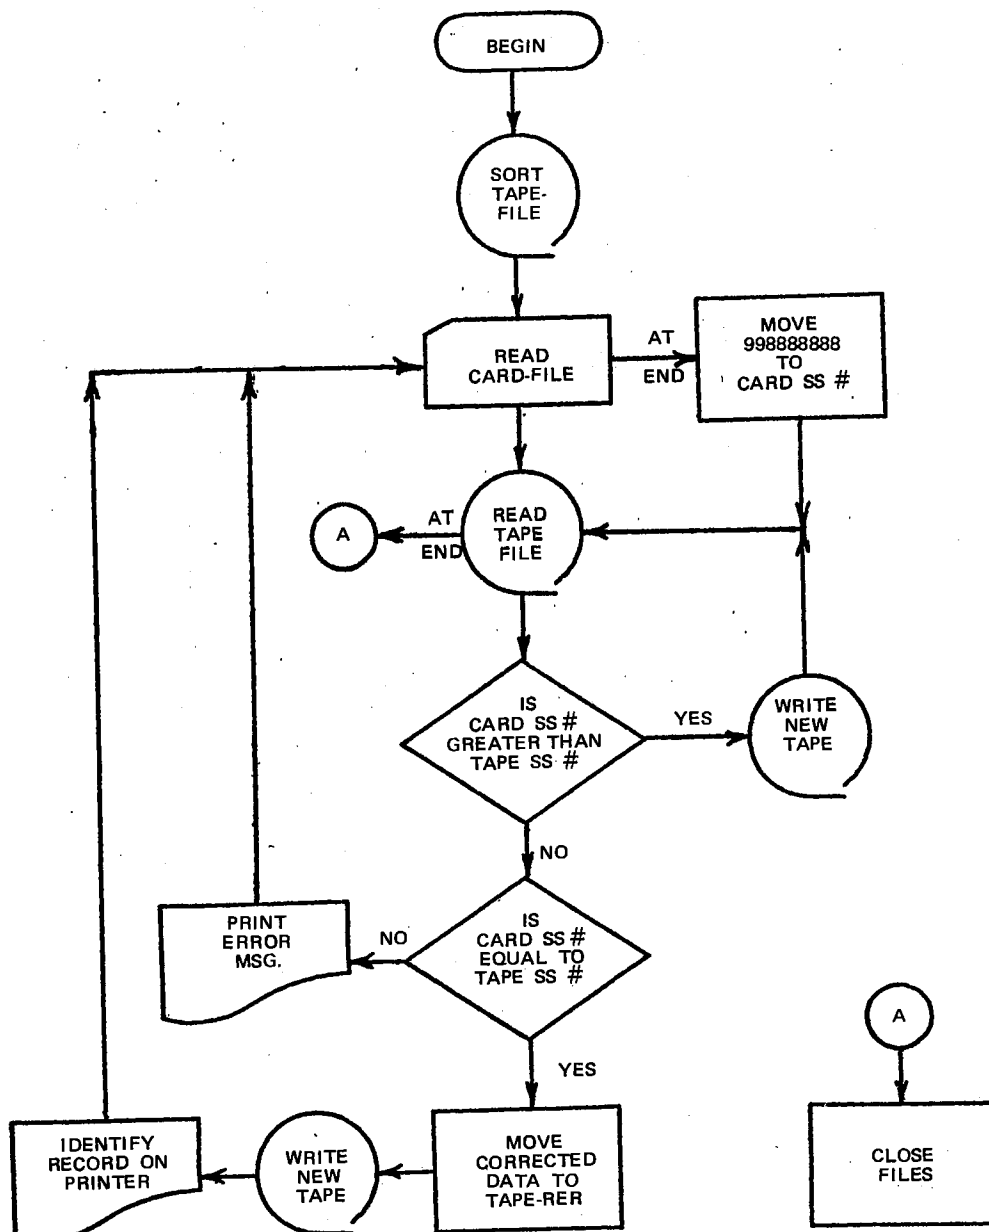 BEGIN
SORT
TAPE-
FILE
READ
CARD-FILE
AT
END
MOVE
998888888
TO
CARD SS #
A
AT
END
READ
TAPE
FILE
IS
CARD SS #
GREATER THAN
TAPE SS #
YES
WRITE
NEW
TAPE
NO
IS
CARD SS #
EQUAL TO
TAPE SS #
NO
PRINT
ERROR
MSG.
YES
A
IDENTIFY
RECORD ON
PRINTER
WRITE
NEW
TAPE
MOVE
CORRECTED
DATA TO
TAPE-RER
CLOSE
FILES